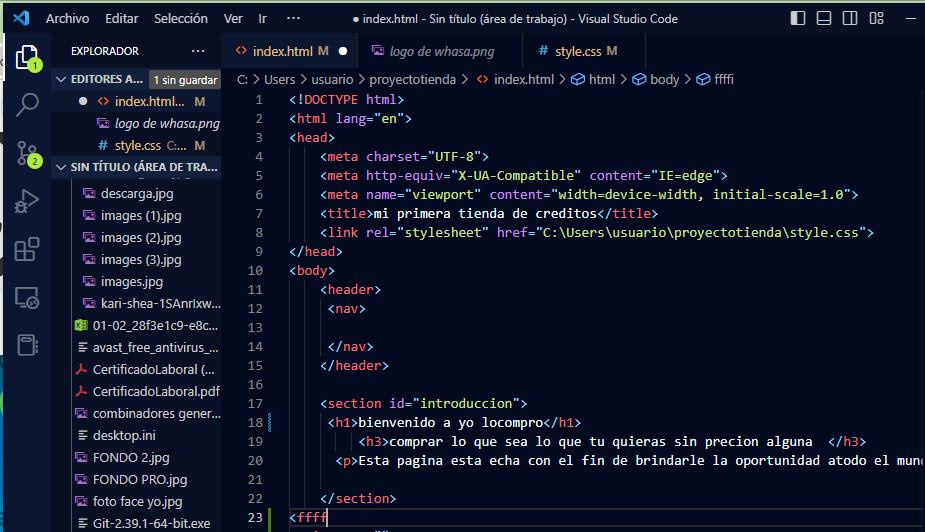 Archivo Editar Selección Ver Ir ··· ● index.html - Sin título (área de trabajo) - Visual Studio Code
EXPLORADOR ···
EDITORES A... 1 sin guardar
index.html... M
logo de whasa.png
style.css C:... M
SIN TÍTULO (ÁREA DE TRA...
descarga.jpg
images (1).jpg
images (2).jpg
images (3).jpg
images.jpg
kari-shea-1SAnrIxw...
01-02_28f3e1c9-e8c...
avast_free_antivirus_...
CertificadoLaboral (...
CertificadoLaboral.pdf
combinadores gener...
desktop.ini
FONDO 2.jpg
FONDO PRO.jpg
foto face yo.jpg
Git-2.39.1-64-bit.exe
1
2
index.html M ● logo de whasa.png # style.css M
C: > Users > usuario > proyectotienda > index.html > html > body > ffffi
1 <!DOCTYPE html>
2 <html lang="en">
3 <head>
4 <meta charset="UTF-8">
5 <meta http-equiv="X-UA-Compatible" content="IE=edge">
6 <meta name="viewport" content="width=device-width, initial-scale=1.0">
7 <title>mi primera tienda de creditos</title>
8 <link rel="stylesheet" href="C:\Users\usuario\proyectotienda\style.css">
9 </head>
10 <body>
11 <header>
12 <nav>
13
14 </nav>
15 </header>
16
17 <section id="introduccion">
18 <h1>bienvenido a yo locompro</h1>
19 <h3>comprar lo que sea lo que tu quieras sin precion alguna  </h3>
20 <p>Esta pagina esta echa con el fin de brindarle la oportunidad atodo el mun
21
22 </section>
23 <ffff